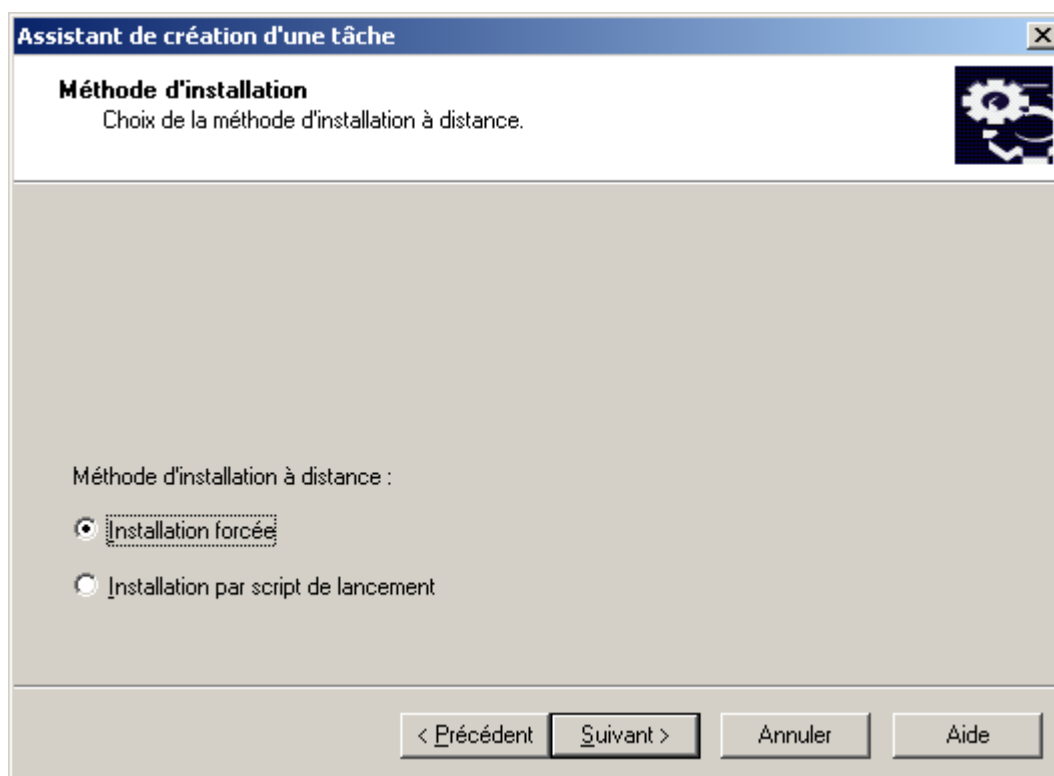 Assistant de création d'une tâche
Méthode d'installation
Choix de la méthode d'installation à distance.
Méthode d'installation à distance :
Installation forcée
Installation par script de lancement
< Précédent Suivant > Annuler Aide